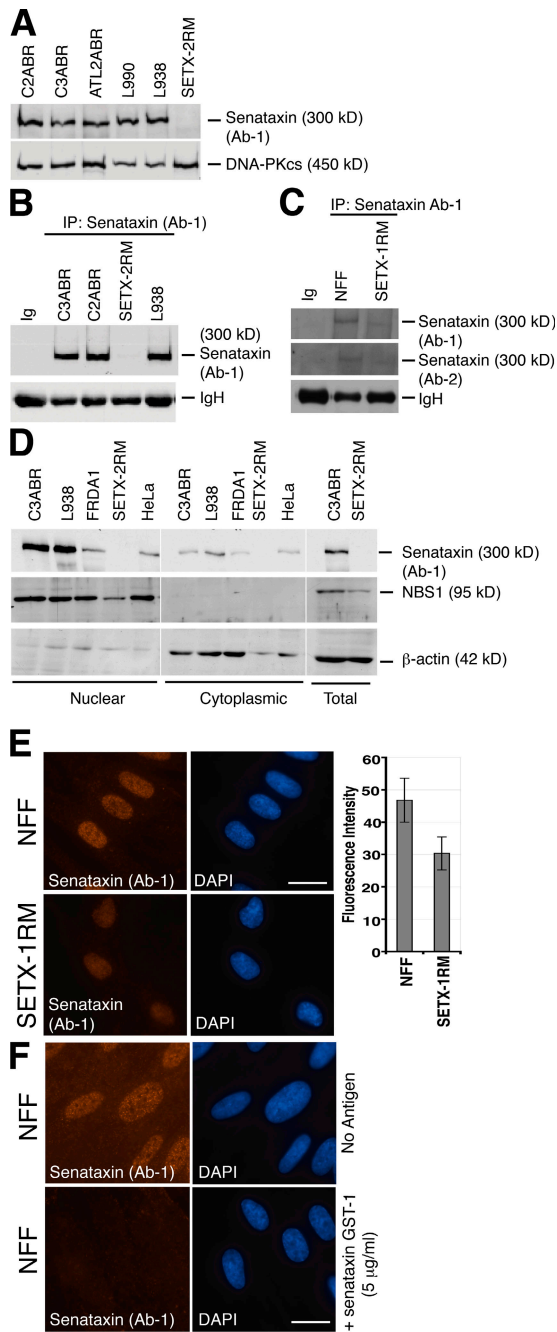 A
C2ABR
C3ABR
ATL2ABR
L990
L938
SETX-2RM
Senataxin (300 kD)
(Ab-1)
DNA-PKcs (450 kD)
B
IP: Senataxin (Ab-1)
Ig
C3ABR
C2ABR
SETX-2RM
L938
(300 kD)
Senataxin
(Ab-1)
IgH
C
IP: Senataxin Ab-1
Ig
NFF
SETX-1RM
Senataxin (300 kD)
(Ab-1)
Senataxin (300 kD)
(Ab-2)
IgH
D
C3ABR
L938
FRDA1
SETX-2RM
HeLa
C3ABR
L938
FRDA1
SETX-2RM
HeLa
C3ABR
SETX-2RM
Senataxin (300 kD)
(Ab-1)
NBS1 (95 kD)
β-actin (42 kD)
Nuclear
Cytoplasmic
Total
E
NFF
Senataxin (Ab-1)
DAPI
SETX-1RM
Senataxin
(Ab-1)
DAPI
Fluorescence Intensity
60
50
40
30
20
10
0
NFF
SETX-1RM
F
NFF
Senataxin (Ab-1)
DAPI
No Antigen
NFF
Senataxin (Ab-1)
DAPI
+ senataxin GST-1
(5 μg/ml)